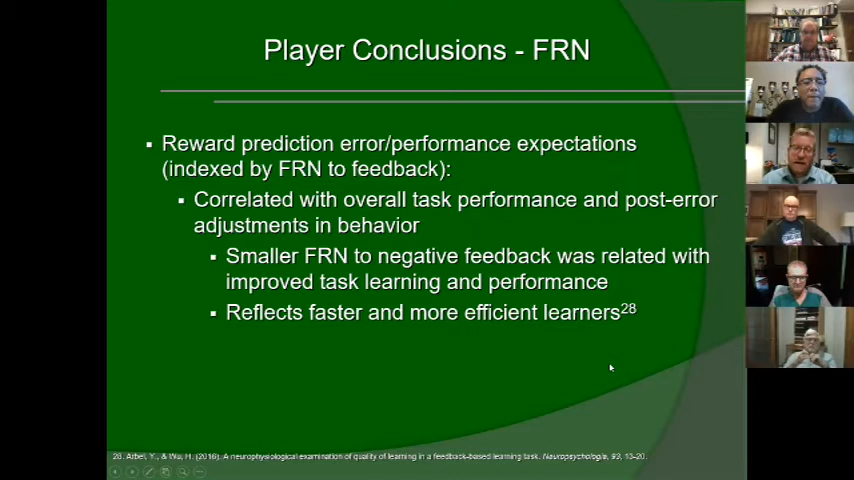 Player Conclusions - FRN
▪ Reward prediction error/performance expectations
(indexed by FRN to feedback):
▪ Correlated with overall task performance and post-error
adjustments in behavior
▪ Smaller FRN to negative feedback was related with
improved task learning and performance
▪ Reflects faster and more efficient learners28
28. Arbel, Y., & Wu, H. (2016). A neurophysiological examination of quality of learning in a feedback-based learning task. Neuropsychologia, 93, 13-20.